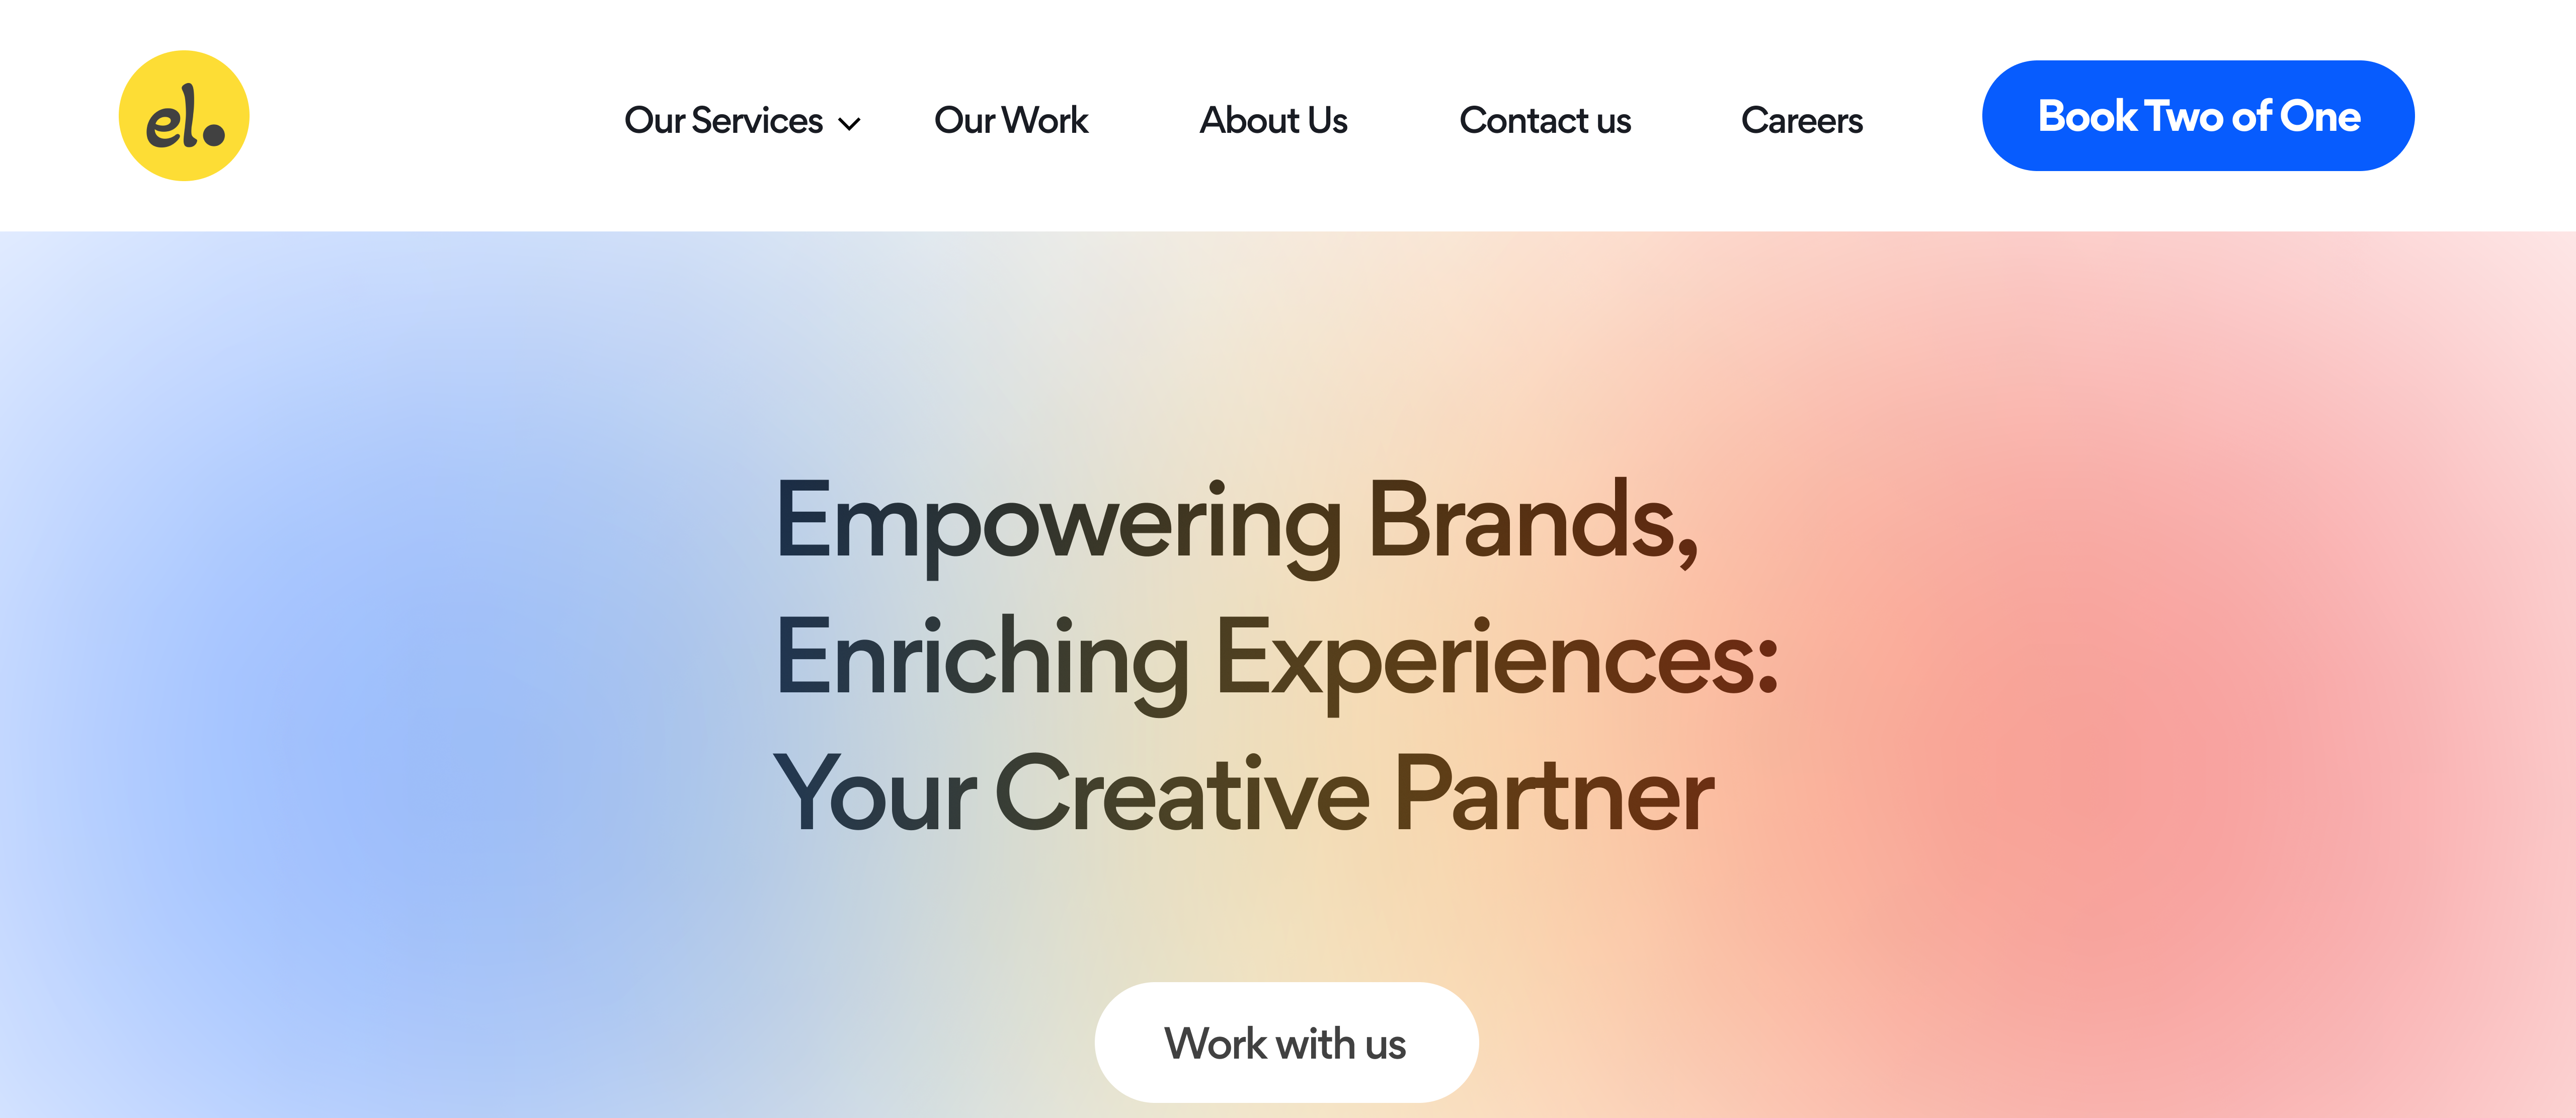 el.
Our Services
Our Work
About Us
Contact us
Careers
Book Two of One
Empowering Brands,
Enriching Experiences:
Your Creative Partner
Work with us